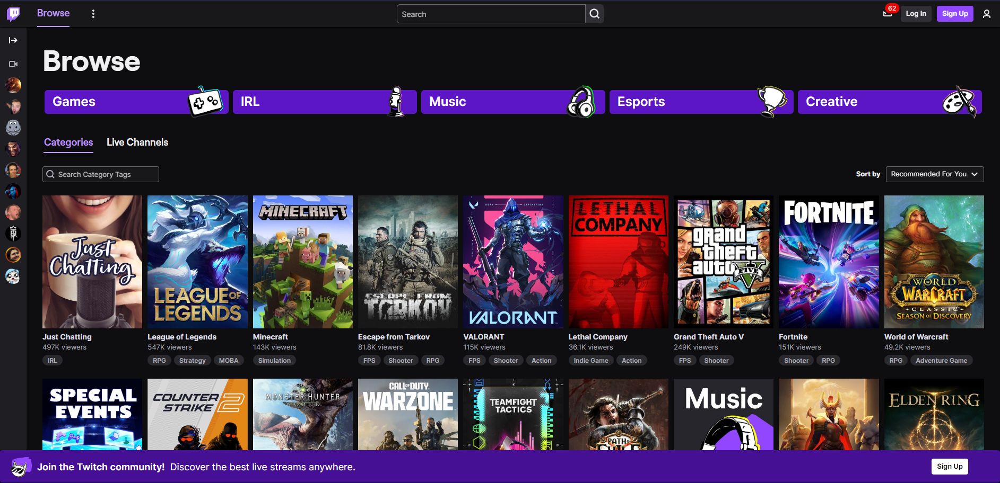 Browse
Search
62
Log In
Sign Up
Browse
Games
IRL
Music
Esports
Creative
Categories
Live Channels
Search Category Tags
Sort by
Recommended For You
Just Chatting
LEAGUE OF LEGENDS
MINECRAFT
USEC
ESCAPE FROM TARKOV
DEFY
DEFINITION
VALORANT
LETHAL COMPANY
grand theft auto V
FIVE
FORTNITE
WORLD OF WARCRAFT
CLASSIC
SEASON OF DISCOVERY
Just Chatting
497K viewers
IRL
League of Legends
547K viewers
RPG
Strategy
MOBA
Minecraft
143K viewers
Simulation
Escape from Tarkov
81.8K viewers
FPS
Shooter
RPG
VALORANT
115K viewers
FPS
Shooter
Action
Lethal Company
36.1K viewers
Indie Game
Action
Grand Theft Auto V
249K viewers
FPS
Shooter
Fortnite
151K viewers
Shooter
RPG
World of Warcraft
49.2K viewers
RPG
Adventure Game
SPECIAL EVENTS
COUNTER STRIKE 2
MONSTER HUNTER
WORLD
CALL OF DUTY
WARZONE
TEAMFIGHT TACTICS
PATH OF
Music
ELDEN RING
Join the Twitch community! Discover the best live streams anywhere.
Sign Up